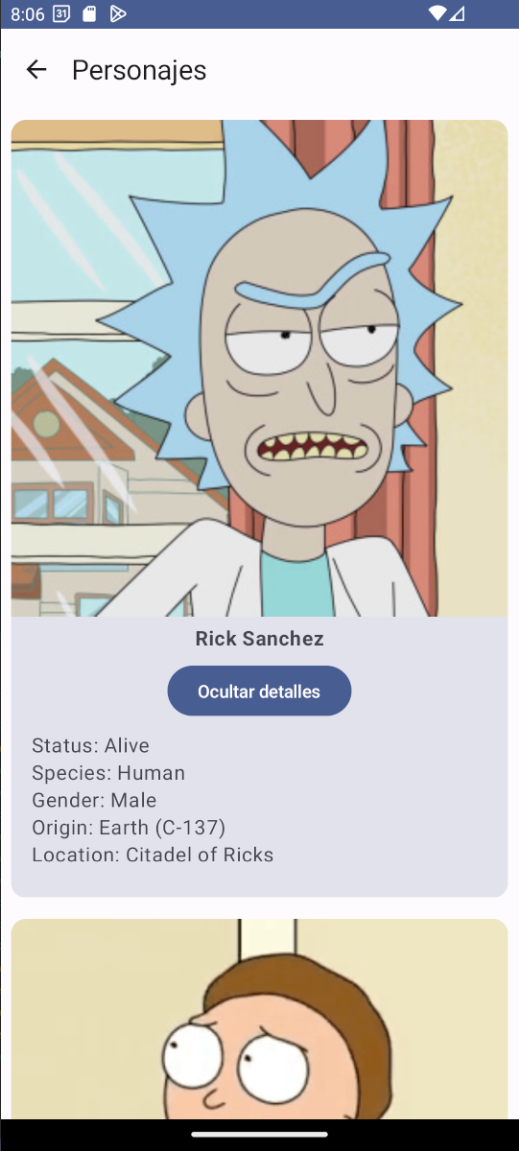 8:06 31
Personajes
Rick Sanchez
Ocultar detalles
Status: Alive
Species: Human
Gender: Male
Origin: Earth (C-137)
Location: Citadel of Ricks